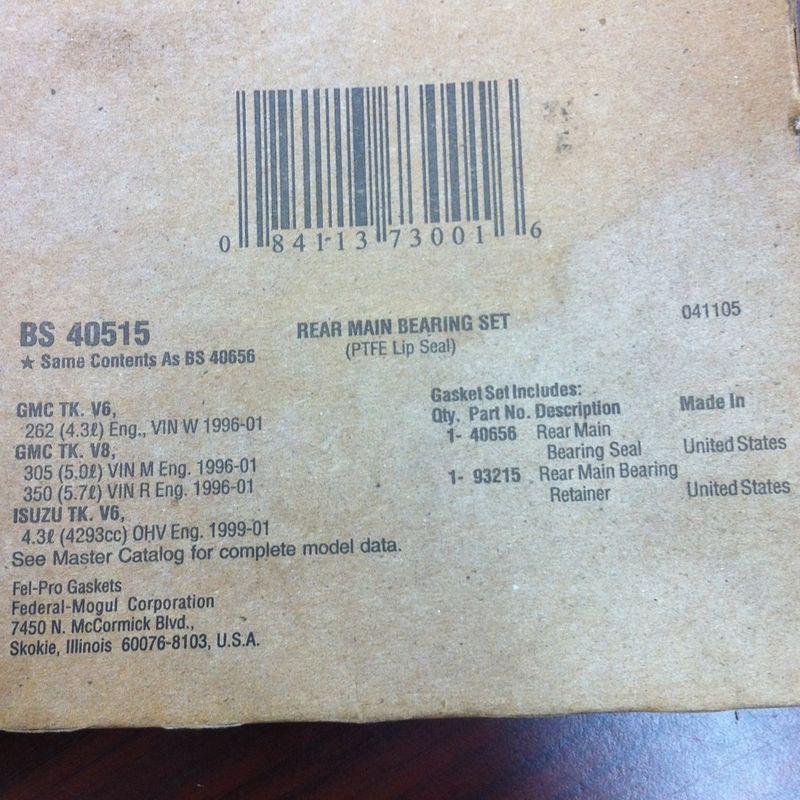 0 84113 73001 6
BS 40515
REAR MAIN BEARING SET
041105
★ Same Contents As BS 40656
(PTFE Lip Seal)
GMC TK. V6,
262 (4.3ℓ) Eng., VIN W 1996-01
GMC TK. V8,
305 (5.0ℓ) VIN M Eng. 1996-01
350 (5.7ℓ) VIN R Eng. 1996-01
ISUZU TK. V6,
4.3ℓ (4293cc) OHV Eng. 1999-01
See Master Catalog for complete model data.
Gasket Set Includes:
Qty. Part No. Description Made In
1- 40656 Rear Main
Bearing Seal United States
1- 93215 Rear Main Bearing
Retainer United States
Fel-Pro Gaskets
Federal-Mogul Corporation
7450 N. McCormick Blvd.,
Skokie, Illinois 60076-8103, U.S.A.